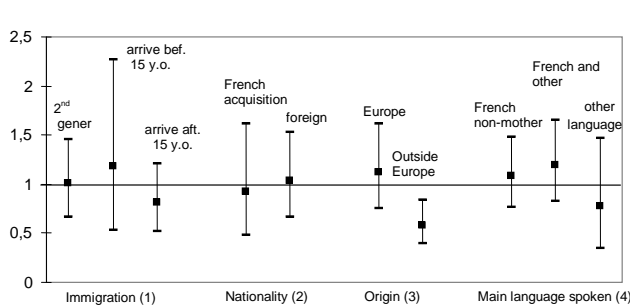 2,5
2
1,5
1
0,5
0
2nd
gener
arrive bef.
15 y.o.
arrive aft.
15 y.o.
French
acquisition
foreign
Europe
Outside
Europe
French
non-mother
French and
other
other
language
Immigration (1)
Nationality (2)
Origin (3)
Main language spoken (4)